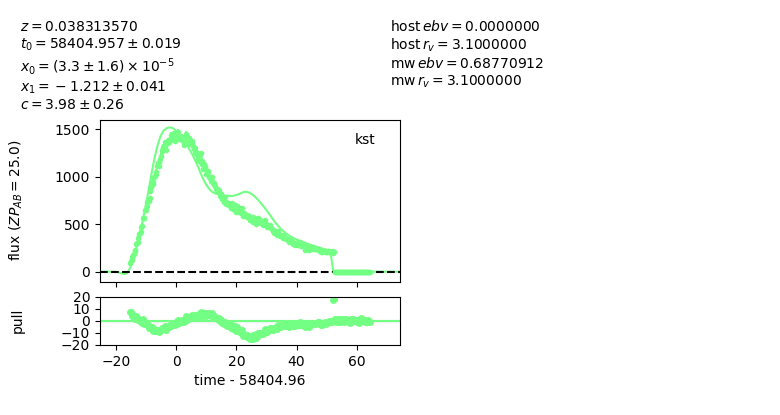 z = 0.038313570
t₀ = 58404.957 ± 0.019
x₀ = (3.3 ± 1.6) × 10⁻⁵
x₁ = −1.212 ± 0.041
c = 3.98 ± 0.26
host ebv = 0.0000000
host r_v = 3.1000000
mw ebv = 0.68770912
mw r_v = 3.1000000
kst
flux (ZP_AB = 25.0)
1500
1000
500
0
pull
20
10
0
−10
−20
−20 0 20 40 60
time - 58404.96